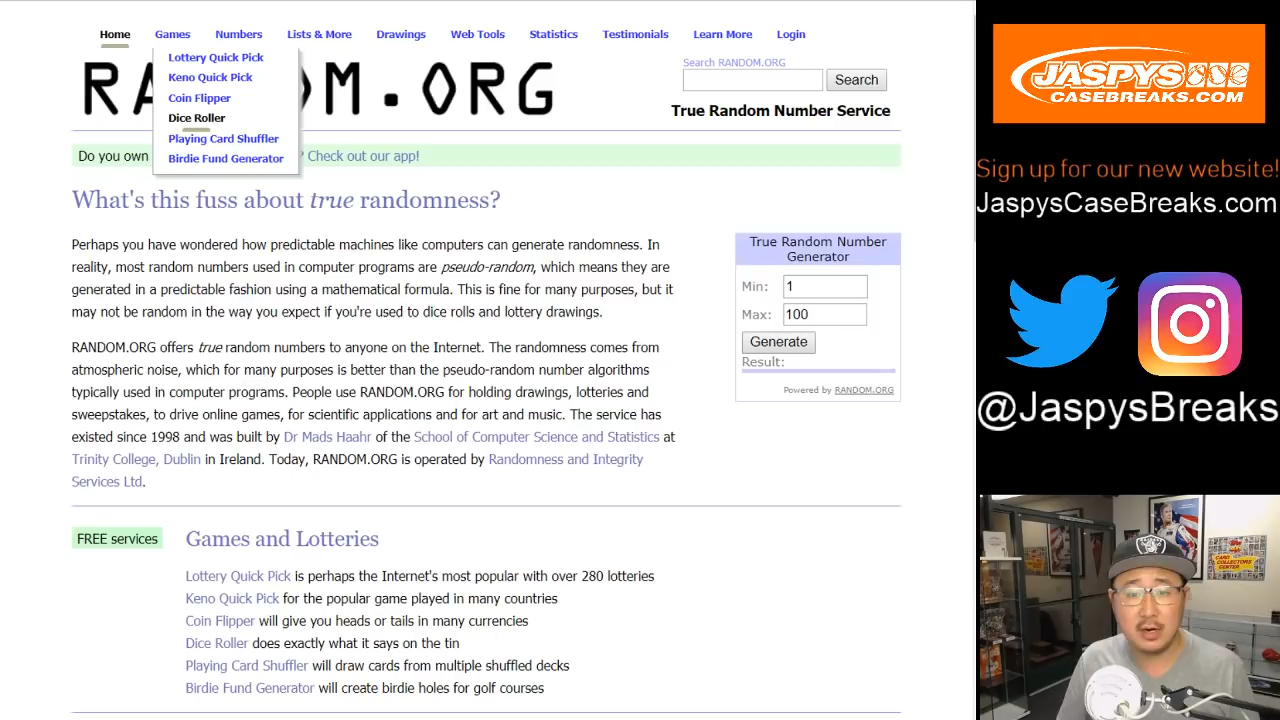 Home Games Numbers Lists & More Drawings Web Tools Statistics Testimonials Learn More Login
Lottery Quick Pick
Keno Quick Pick
Coin Flipper
Dice Roller
Playing Card Shuffler
Birdie Fund Generator
RA DOM.ORG
Search RANDOM.ORG
Search
True Random Number Service
Do you own ? Check out our app!
What's this fuss about true randomness?
Perhaps you have wondered how predictable machines like computers can generate randomness. In
reality, most random numbers used in computer programs are pseudo-random, which means they are
generated in a predictable fashion using a mathematical formula. This is fine for many purposes, but it
may not be random in the way you expect if you're used to dice rolls and lottery drawings.
RANDOM.ORG offers true random numbers to anyone on the Internet. The randomness comes from
atmospheric noise, which for many purposes is better than the pseudo-random number algorithms
typically used in computer programs. People use RANDOM.ORG for holding drawings, lotteries and
sweepstakes, to drive online games, for scientific applications and for art and music. The service has
existed since 1998 and was built by Dr Mads Haahr of the School of Computer Science and Statistics at
Trinity College, Dublin in Ireland. Today, RANDOM.ORG is operated by Randomness and Integrity
Services Ltd.
True Random Number
Generator
Min: 1
Max: 100
Generate
Result:
Powered by RANDOM.ORG
FREE services
Games and Lotteries
Lottery Quick Pick is perhaps the Internet's most popular with over 280 lotteries
Keno Quick Pick for the popular game played in many countries
Coin Flipper will give you heads or tails in many currencies
Dice Roller does exactly what it says on the tin
Playing Card Shuffler will draw cards from multiple shuffled decks
Birdie Fund Generator will create birdie holes for golf courses
JASPYS
CASEBREAKS.COM
Sign up for our new website!
JaspysCaseBreaks.com
@JaspysBreaks